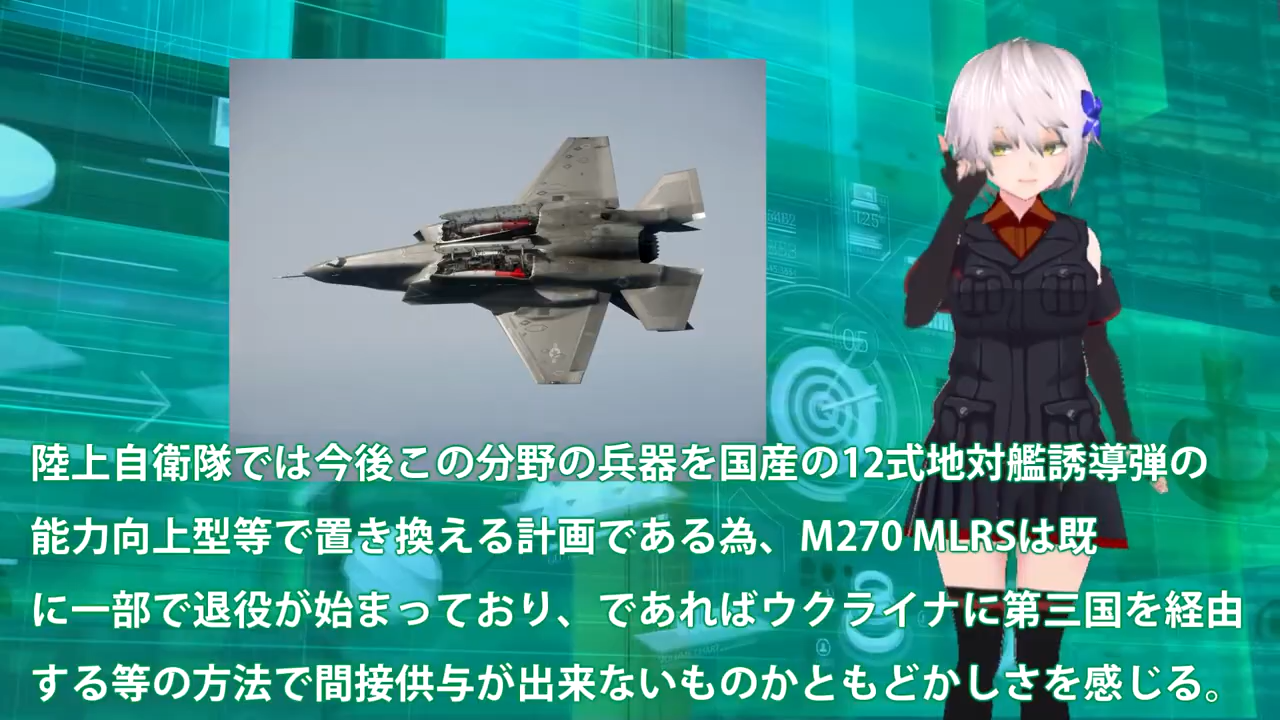 陸上自衛隊では今後この分野の兵器を国産の12式地対艦誘導弾の
能力向上型等で置き換える計画である為、M270 MLRSは既
に一部で退役が始まっており、であればウクライナに第三国を経由
する等の方法で間接供与が出来ないものかともどかしさを感じる。
125
05